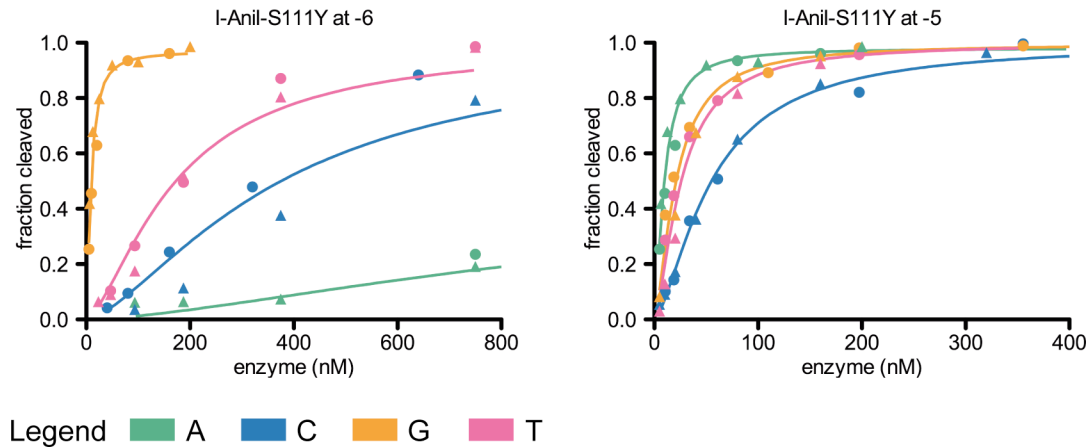 I-AniI-S111Y at -6
1.0
0.8
0.6
0.4
0.2
0.0
fraction cleaved
0 200 400 600 800
enzyme (nM)
I-AniI-S111Y at -5
1.0
0.8
0.6
0.4
0.2
0.0
fraction cleaved
0 100 200 300 400
enzyme (nM)
Legend A C G T